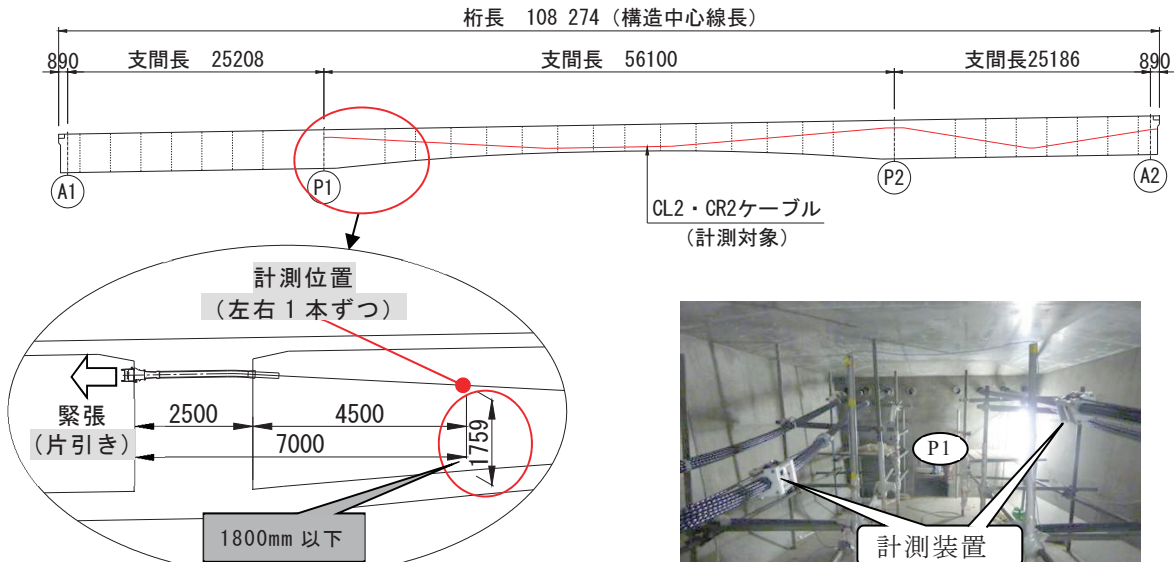 桁長 108 274（構造中心線長）
890
支間長 25208
支間長 56100
支間長25186
890
A1
P1
P2
A2
CL2・CR2ケーブル
（計測対象）
計測位置
（左右１本ずつ）
緊張
（片引き）
2500
4500
7000
1759
1800mm 以下
P1
計測装置